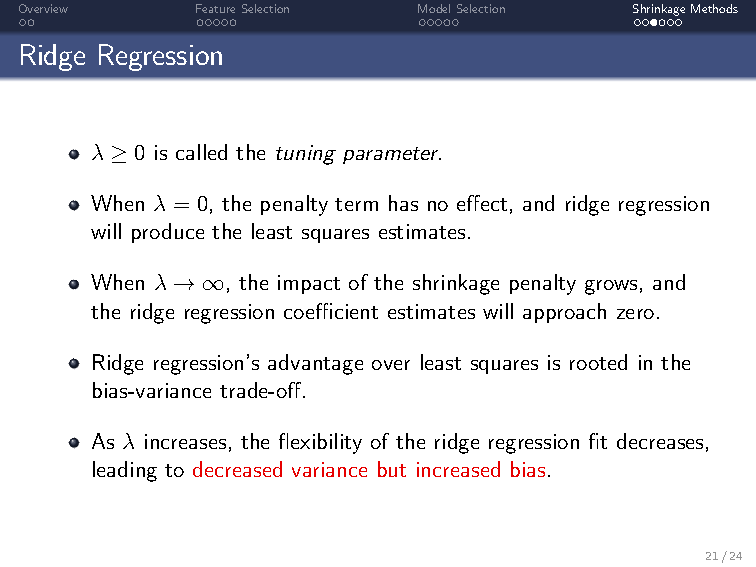 Overview Feature Selection Model Selection Shrinkage Methods
Ridge Regression
λ ≥ 0 is called the tuning parameter.
When λ = 0, the penalty term has no effect, and ridge regression
will produce the least squares estimates.
When λ → ∞, the impact of the shrinkage penalty grows, and
the ridge regression coefficient estimates will approach zero.
Ridge regression's advantage over least squares is rooted in the
bias-variance trade-off.
As λ increases, the flexibility of the ridge regression fit decreases,
leading to decreased variance but increased bias.
21 / 24